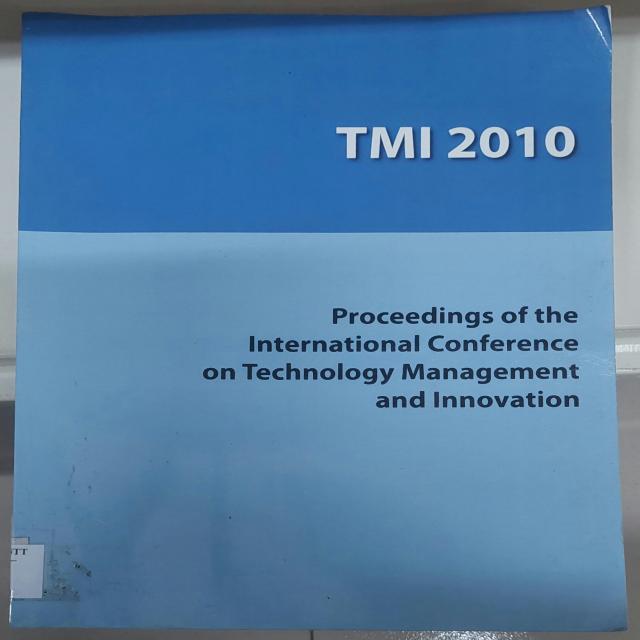 TMI 2010
Proceedings of the
International Conference
on Technology Management
and Innovation